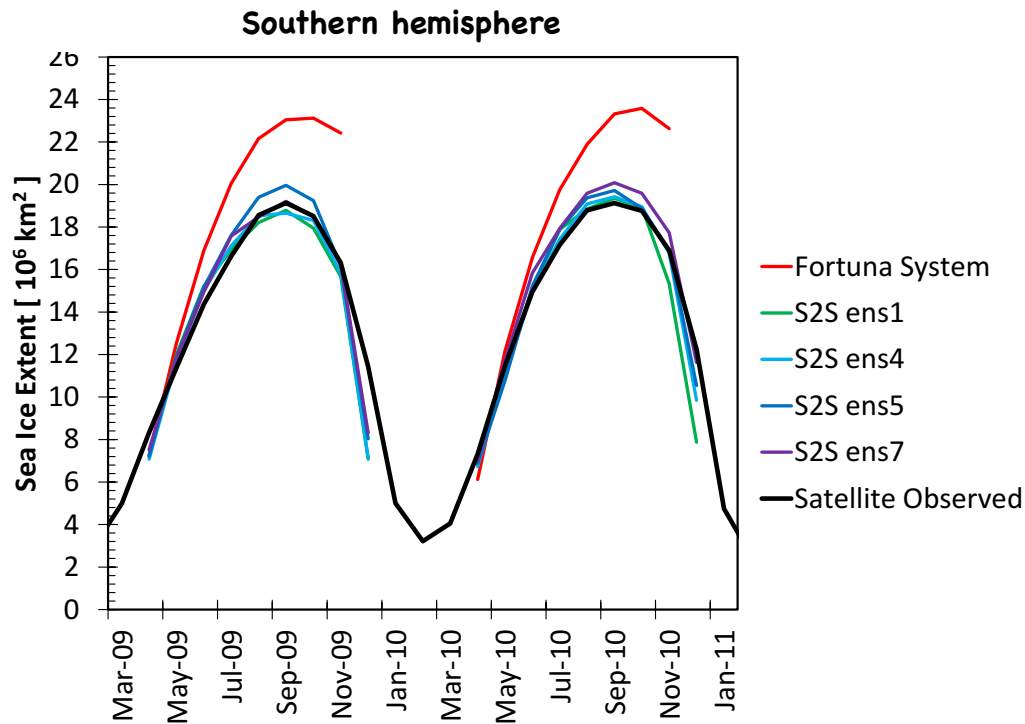 Southern hemisphere
Sea Ice Extent [ 10⁶ km² ]
26
24
22
20
18
16
14
12
10
8
6
4
2
0
Mar-09
May-09
Jul-09
Sep-09
Nov-09
Jan-10
Mar-10
May-10
Jul-10
Sep-10
Nov-10
Jan-11
Fortuna System
S2S ens1
S2S ens4
S2S ens5
S2S ens7
Satellite Observed